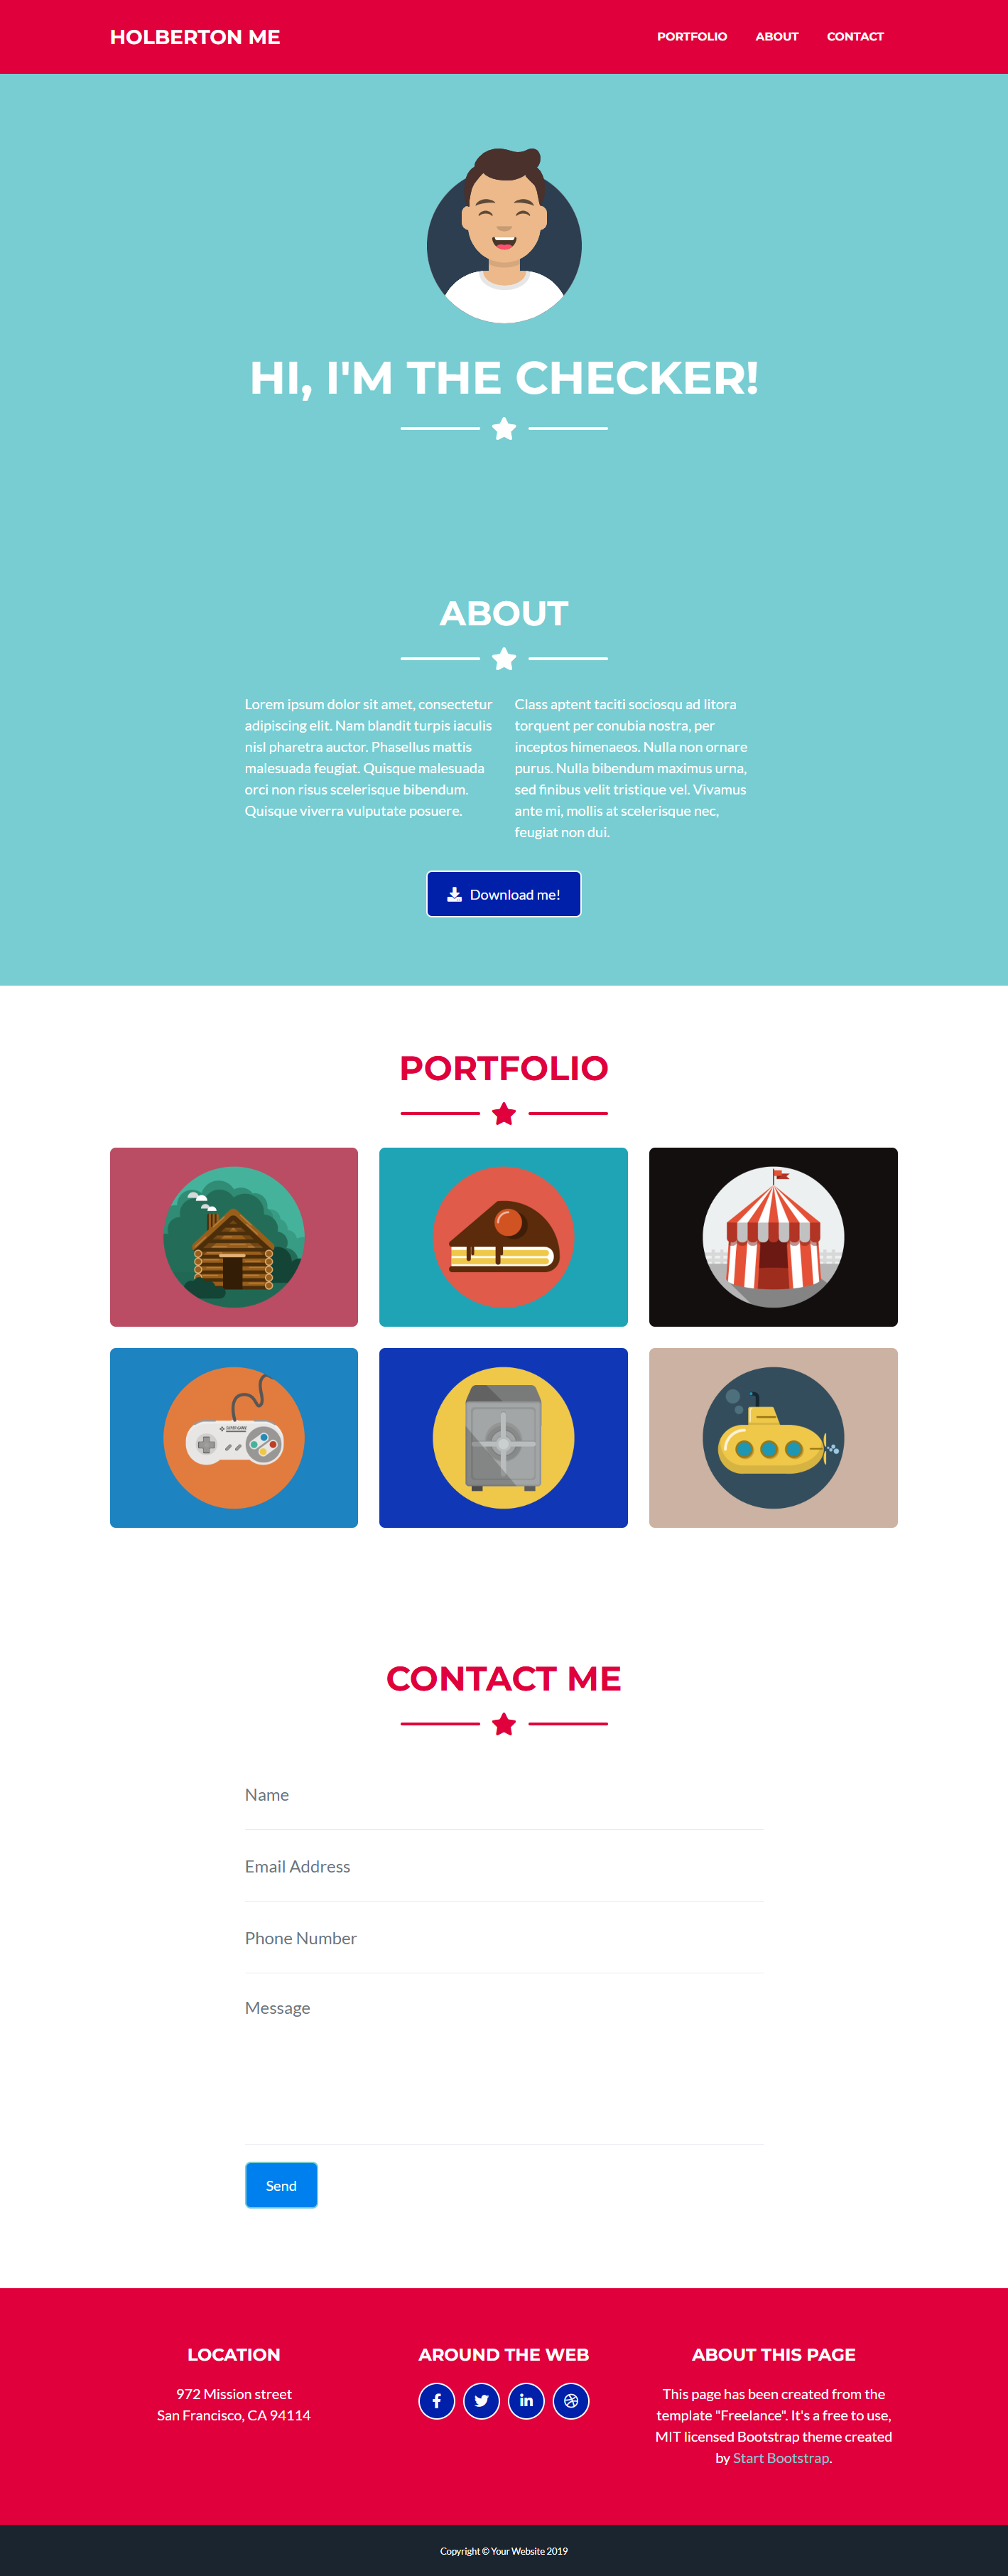 HOLBERTON ME
PORTFOLIO
ABOUT
CONTACT
HI, I'M THE CHECKER!
ABOUT
Lorem ipsum dolor sit amet, consectetur
adipiscing elit. Nam blandit turpis iaculis
nisl pharetra auctor. Phasellus mattis
malesuada feugiat. Quisque malesuada
orci non risus scelerisque bibendum.
Quisque viverra vulputate posuere.
Class aptent taciti sociosqu ad litora
torquent per conubia nostra, per
inceptos himenaeos. Nulla non ornare
purus. Nulla bibendum maximus urna,
sed finibus velit tristique vel. Vivamus
ante mi, mollis at scelerisque nec,
feugiat non dui.
Download me!
PORTFOLIO
SUPER GAME
CONTACT ME
Name
Email Address
Phone Number
Message
Send
LOCATION
972 Mission street
San Francisco, CA 94114
AROUND THE WEB
ABOUT THIS PAGE
This page has been created from the
template "Freelance". It's a free to use,
MIT licensed Bootstrap theme created
by Start Bootstrap.
Copyright © Your Website 2019